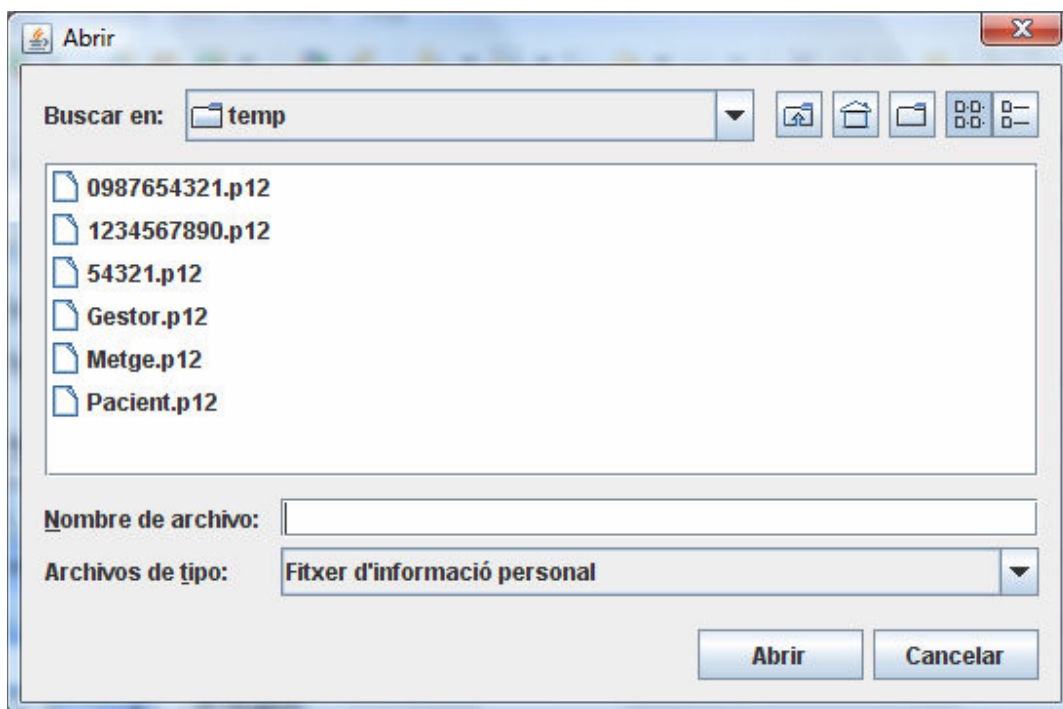 Abrir
Buscar en: temp
0987654321.p12
1234567890.p12
54321.p12
Gestor.p12
Metge.p12
Pacient.p12
Nombre de archivo:
Archivos de tipo: Fitxer d'informació personal
Abrir Cancelar